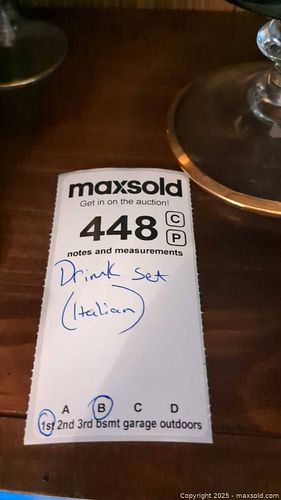 maxsold
Get in on the auction!
448 C
P
notes and measurements
Drink set
(Italian)
A B C D
1st 2nd 3rd bsmt garage outdoors
Copyright © 2025 - maxsold.com